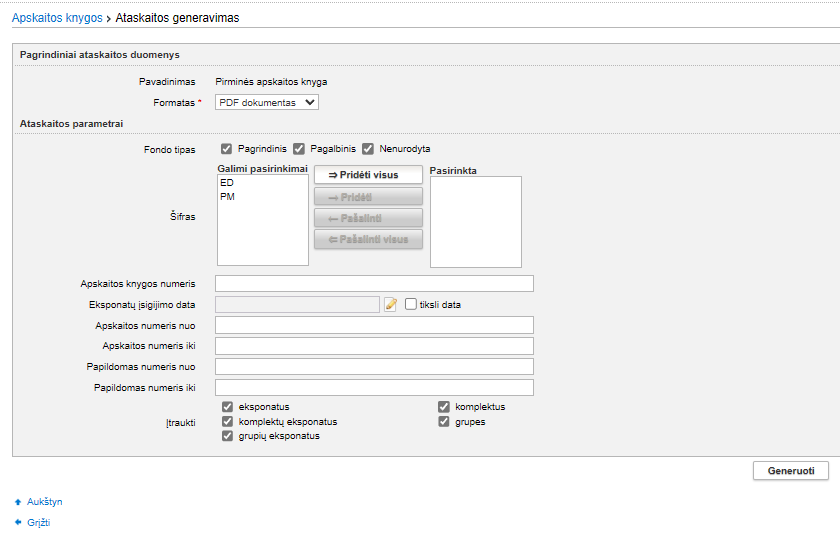 Apskaitos knygos › Ataskaitos generavimas
Pagrindiniai ataskaitos duomenys
Pavadinimas Pirminės apskaitos knyga
Formatas * PDF dokumentas
Ataskaitos parametrai
Fondo tipas Pagrindinis Pagalbinis Nenurodyta
Galimi pasirinkimai ⇒ Pridėti visus Pasirinkta
ED
PM → Pridėti
Šifras ← Pašalinti
⇐ Pašalinti visus
Apskaitos knygos numeris
Eksponatų įsigijimo data tiksli data
Apskaitos numeris nuo
Apskaitos numeris iki
Papildomas numeris nuo
Papildomas numeris iki
eksponatus komplektus
Įtraukti komplektų eksponatus grupes
grupių eksponatus
Generuoti
Aukštyn
Grįžti